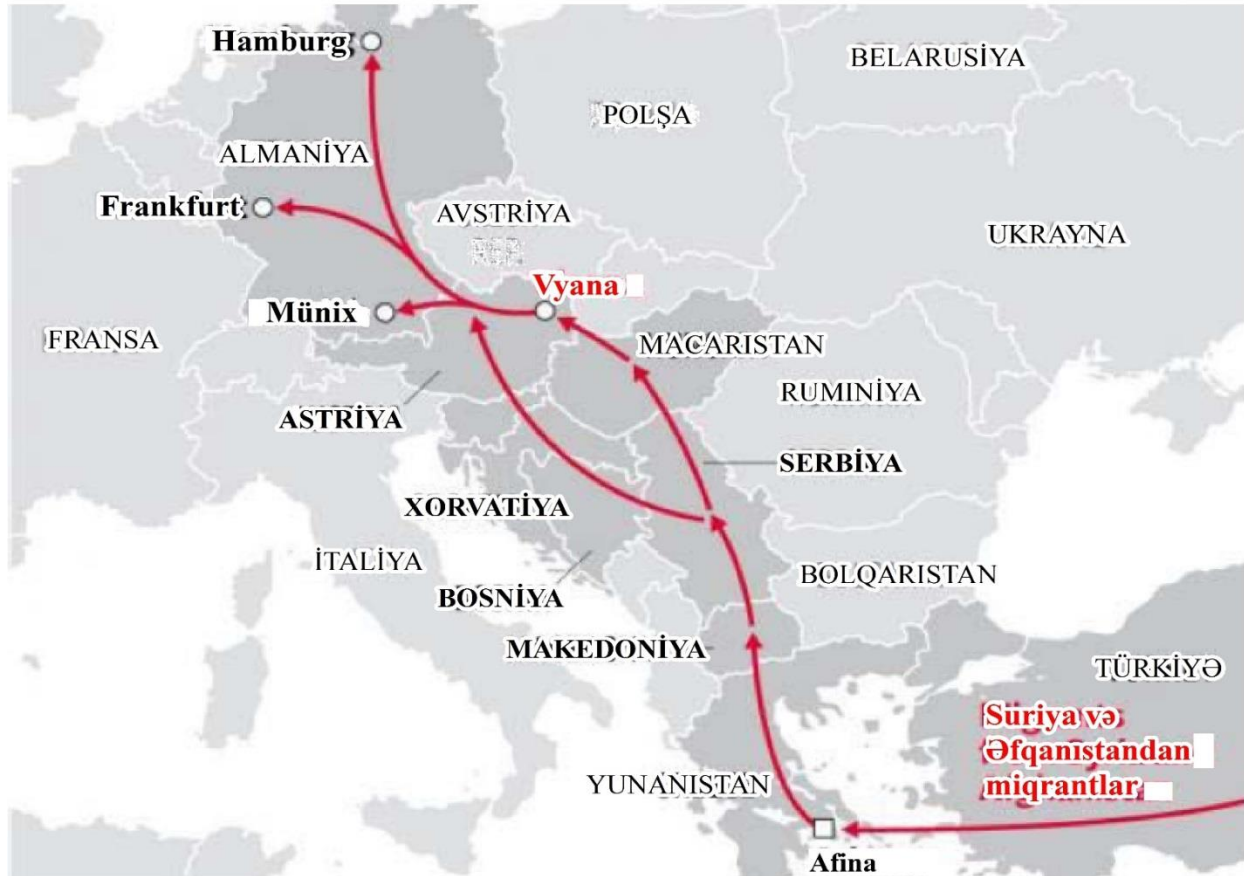 Hamburg
BELARUSİYA
POLŞA
ALMANİYA
Frankfurt
AVSTRİYA
UKRAYNA
Vyana
Münix
FRANSA
MACARISTAN
RUMINİYA
ASTRİYA
SERBİYA
XORVATİYA
İTALİYA
BOLQARISTAN
BOSNİYA
MAKEDONİYA
TÜRKİYƏ
Süriya və
Əfqanıstandan
miqrantlar
YUNANISTAN
Afina